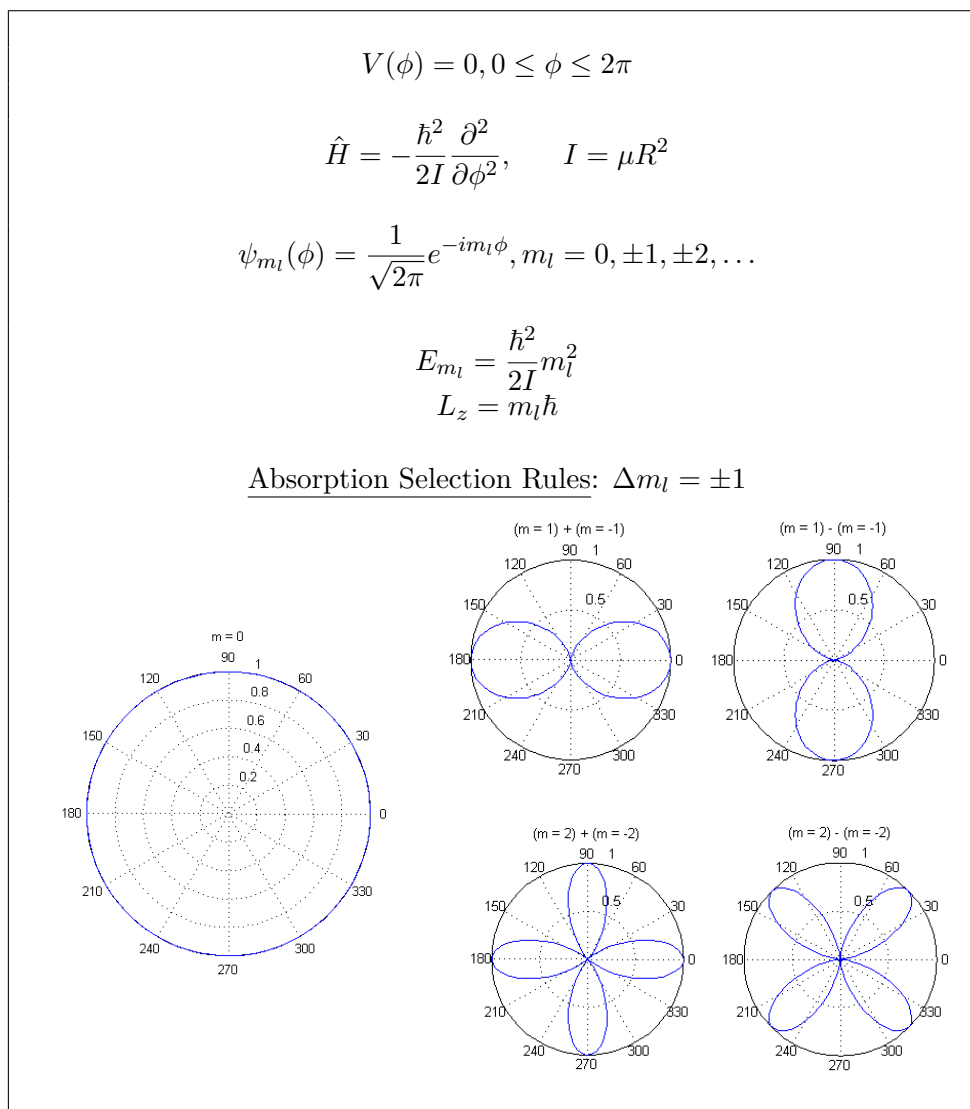 V(ϕ) = 0, 0 ≤ ϕ ≤ 2π
Ĥ = −ℏ²/2I ∂²/∂ϕ², I = μR²
ψ_{m_l}(ϕ) = 1/√(2π) e^{−im_lϕ}, m_l = 0, ±1, ±2, …
E_{m_l} = ℏ²/2I m_l²
L_z = m_lℏ
Absorption Selection Rules: Δm_l = ±1
m = 0
90 1
120 60
0.8
0.6
150 30
0.4
0.2
180 0
210 330
240 300
270
(m = 1) + (m = -1)
90 1
120 60
150 0.5 30
180 0
210 330
240 300
270
(m = 1) - (m = -1)
90 1
120 60
150 0.5 30
180 0
210 330
240 300
270
(m = 2) + (m = -2)
90 1
120 60
150 0.5 30
180 0
210 330
240 300
270
(m = 2) - (m = -2)
90 1
120 60
150 0.5 30
180 0
210 330
240 300
270